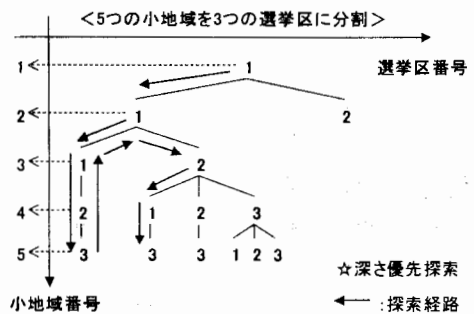 ＜5つの小地域を3つの選挙区に分割＞
1 1 選挙区番号
2 1 2
3 1 2
4 2 1 2 3
5 3 3 3 1 2 3
☆深さ優先探索
小地域番号 :探索経路